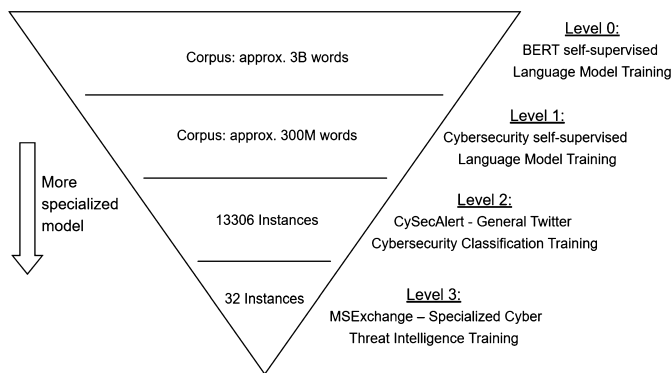 Level 0:
BERT self-supervised
Language Model Training
Corpus: approx. 3B words
Level 1:
Cybersecurity self-supervised
Language Model Training
Corpus: approx. 300M words
More
specialized
model
Level 2:
CySecAlert - General Twitter
Cybersecurity Classification Training
13306 Instances
Level 3:
MSExchange – Specialized Cyber
Threat Intelligence Training
32 Instances